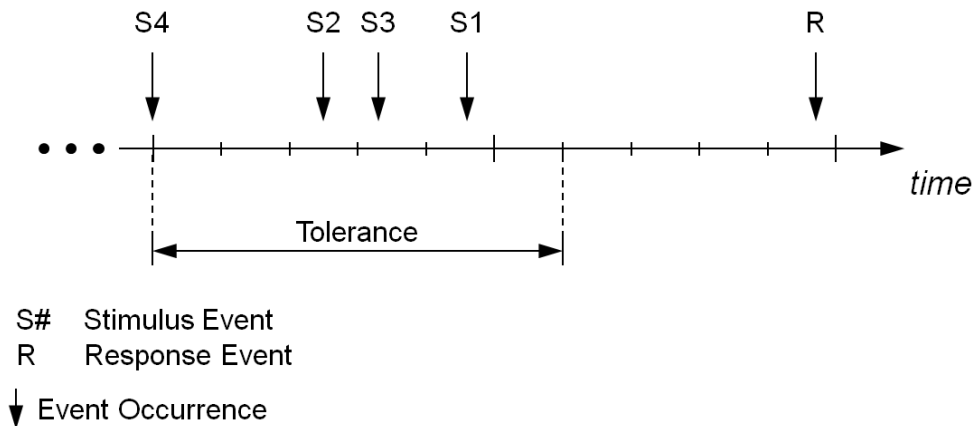 S4 S2 S3 S1 R
time
Tolerance
S# Stimulus Event
R Response Event
Event Occurrence